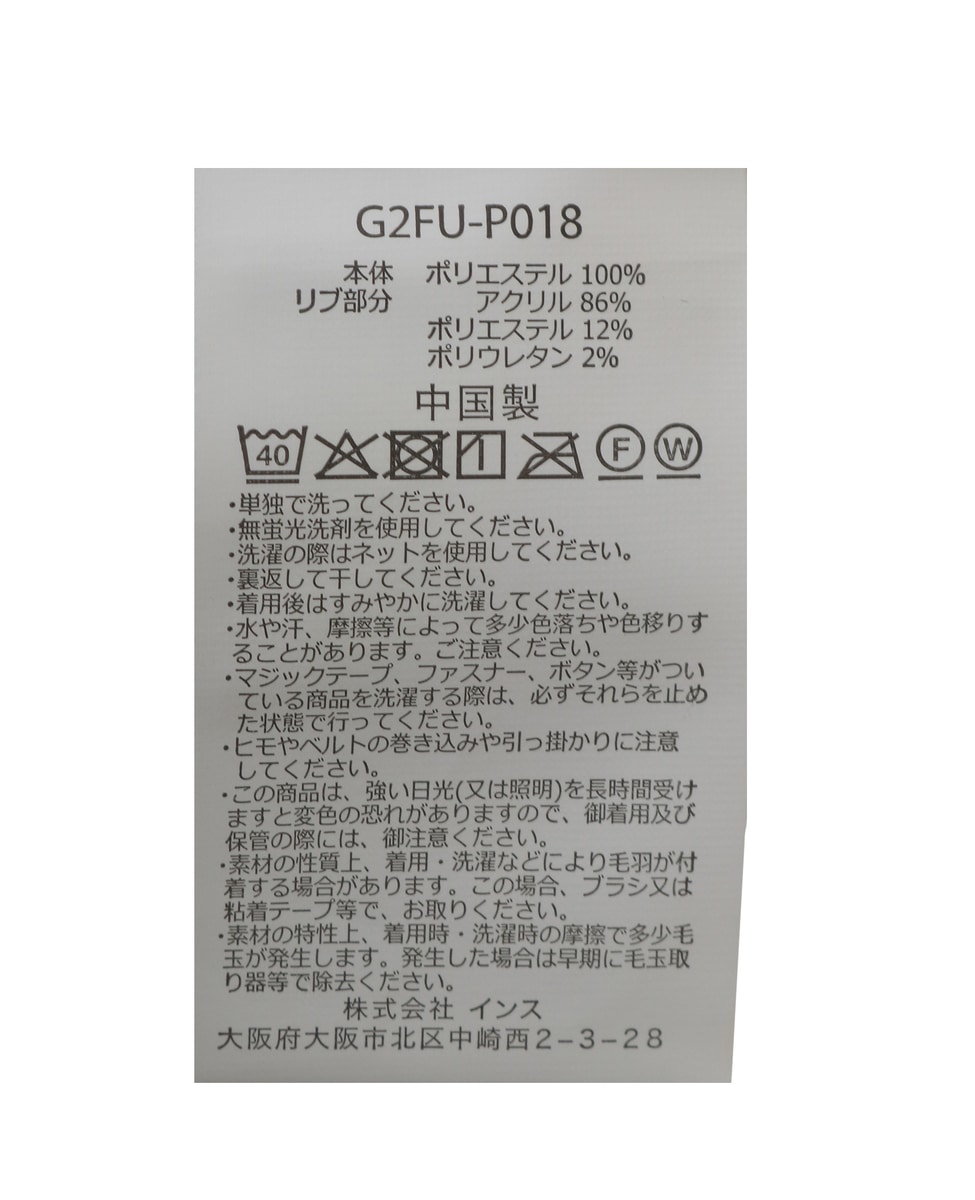 G2FU-P018
本体 ポリエステル 100%
リブ部分 アクリル 86%
ポリエステル 12%
ポリウレタン 2%
中国製
40 F W
・単独で洗ってください。
・無蛍光洗剤を使用してください。
・洗濯の際はネットを使用してください。
・裏返して干してください。
・着用後はすみやかに洗濯してください。
・水や汗、摩擦等によって多少色落ちや色移りす
ることがあります。ご注意ください。
・マジックテープ、ファスナー、ボタン等がつい
ている商品を洗濯する際は、必ずそれらを止め
た状態で行ってください。
・ヒモやベルトの巻き込みや引っ掛かりに注意
してください。
・この商品は、強い日光(又は照明)を長時間受け
ますと変色の恐れがありますので、御着用及び
保管の際には、御注意ください。
・素材の性質上、着用・洗濯などにより毛羽が付
着する場合があります。この場合、ブラシ又は
粘着テープ等で、お取りください。
・素材の特性上、着用時・洗濯時の摩擦で多少毛
玉が発生します。発生した場合は早期に毛玉取
り器等で除去ください。
株式会社 インス
大阪府大阪市北区中崎西2−3−28